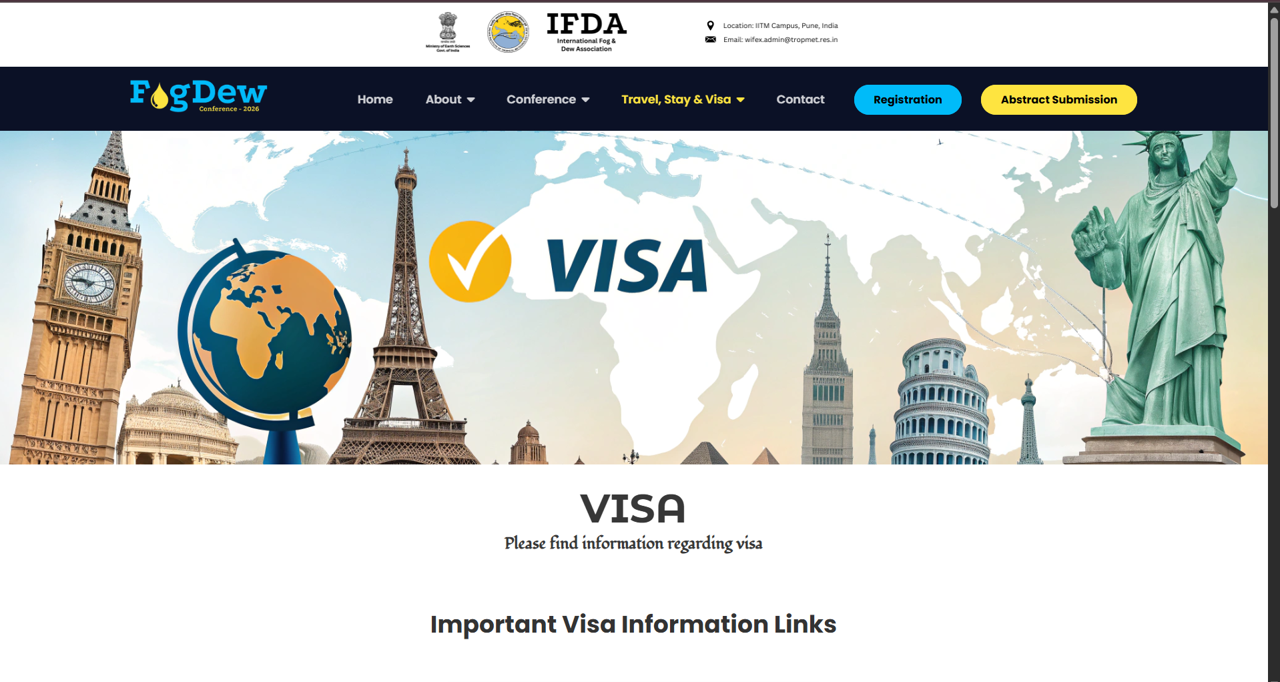 Ministry of Earth Sciences
Govt. of India
IFDA
International Fog &
Dew Association
Location: IITM Campus, Pune, India
Email: wifex.admin@tropmet.res.in
FogDew
Conference - 2026
Home
About
Conference
Travel, Stay & Visa
Contact
Registration
Abstract Submission
VISA
VISA
Please find information regarding visa
Important Visa Information Links